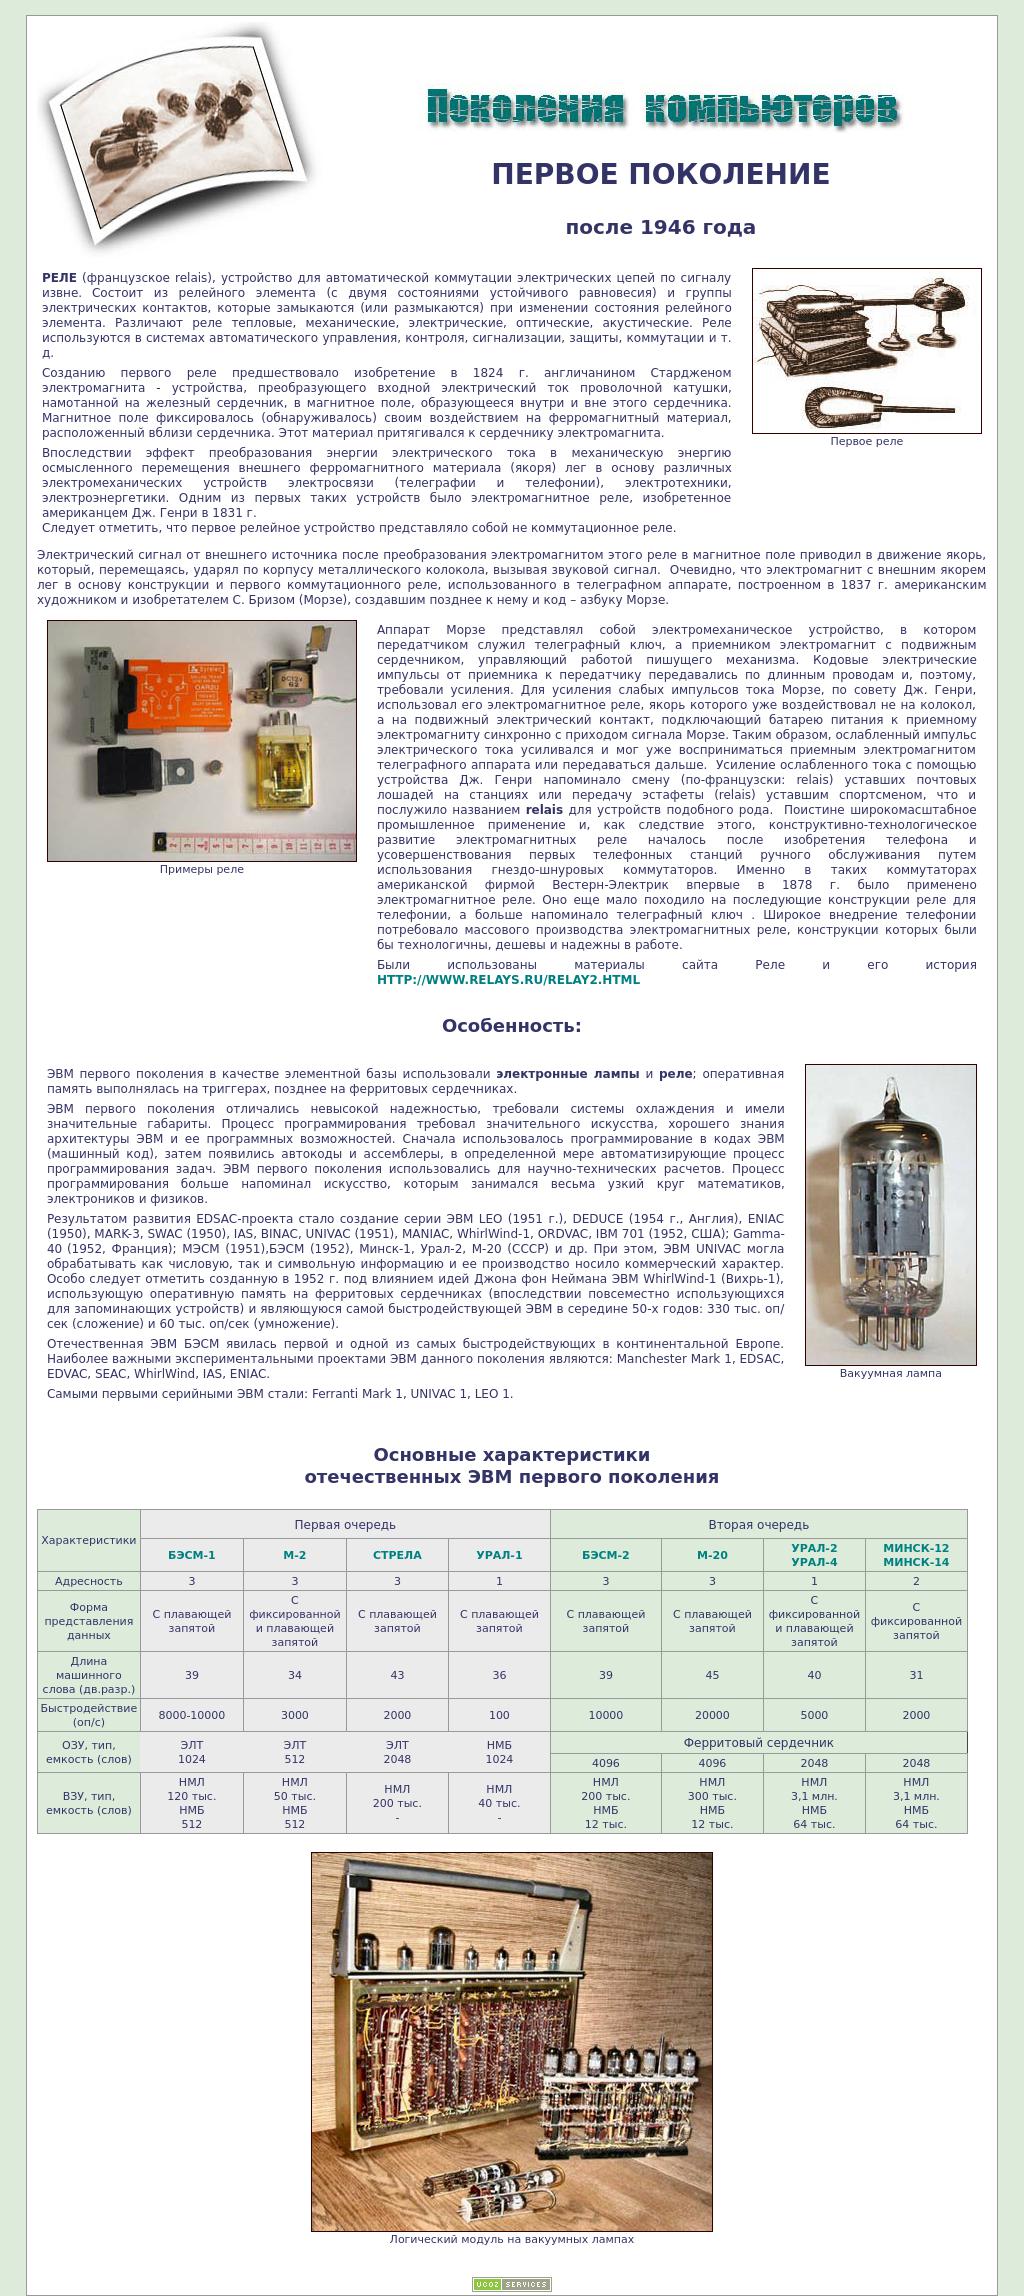 Поколения компьютеров
ПЕРВОЕ ПОКОЛЕНИЕ
после 1946 года
РЕЛЕ (французское relais), устройство для автоматической коммутации электрических цепей по сигналу
извне. Состоит из релейного элемента (с двумя состояниями устойчивого равновесия) и группы
электрических контактов, которые замыкаются (или размыкаются) при изменении состояния релейного
элемента. Различают реле тепловые, механические, электрические, оптические, акустические. Реле
используются в системах автоматического управления, контроля, сигнализации, защиты, коммутации и т.
д.
Созданию первого реле предшествовало изобретение в 1824 г. англичанином Стардженом
электромагнита - устройства, преобразующего входной электрический ток проволочной катушки,
намотанной на железный сердечник, в магнитное поле, образующееся внутри и вне этого сердечника.
Магнитное поле фиксировалось (обнаруживалось) своим воздействием на ферромагнитный материал,
расположенный вблизи сердечника. Этот материал притягивался к сердечнику электромагнита.
Впоследствии эффект преобразования энергии электрического тока в механическую энергию
осмысленного перемещения внешнего ферромагнитного материала (якоря) лег в основу различных
электромеханических устройств электросвязи (телеграфии и телефонии), электротехники,
электроэнергетики. Одним из первых таких устройств было электромагнитное реле, изобретенное
американцем Дж. Генри в 1831 г.
Следует отметить, что первое релейное устройство представляло собой не коммутационное реле.
Первое реле
Электрический сигнал от внешнего источника после преобразования электромагнитом этого реле в магнитное поле приводил в движение якорь,
который, перемещаясь, ударял по корпусу металлического колокола, вызывая звуковой сигнал. Очевидно, что электромагнит с внешним якорем
лег в основу конструкции и первого коммутационного реле, использованного в телеграфном аппарате, построенном в 1837 г. американским
художником и изобретателем С. Бризом (Морзе), создавшим позднее к нему и код – азбуку Морзе.
Примеры реле
Аппарат Морзе представлял собой электромеханическое устройство, в котором
передатчиком служил телеграфный ключ, а приемником электромагнит с подвижным
сердечником, управляющий работой пишущего механизма. Кодовые электрические
импульсы от приемника к передатчику передавались по длинным проводам и, поэтому,
требовали усиления. Для усиления слабых импульсов тока Морзе, по совету Дж. Генри,
использовал его электромагнитное реле, якорь которого уже воздействовал не на колокол,
а на подвижный электрический контакт, подключающий батарею питания к приемному
электромагниту синхронно с приходом сигнала Морзе. Таким образом, ослабленный импульс
электрического тока усиливался и мог уже восприниматься приемным электромагнитом
телеграфного аппарата или передаваться дальше. Усиление ослабленного тока с помощью
устройства Дж. Генри напоминало смену (по-французски: relais) уставших почтовых
лошадей на станциях или передачу эстафеты (relais) уставшим спортсменом, что и
послужило названием relais для устройств подобного рода. Поистине широкомасштабное
промышленное применение и, как следствие этого, конструктивно-технологическое
развитие электромагнитных реле началось после изобретения телефона и
усовершенствования первых телефонных станций ручного обслуживания путем
использования гнездо-шнуровых коммутаторов. Именно в таких коммутаторах
американской фирмой Вестерн-Электрик впервые в 1878 г. было применено
электромагнитное реле. Оно еще мало походило на последующие конструкции реле для
телефонии, а больше напоминало телеграфный ключ . Широкое внедрение телефонии
потребовало массового производства электромагнитных реле, конструкции которых были
бы технологичны, дешевы и надежны в работе.
Были использованы материалы сайта Реле и его история
HTTP://WWW.RELAYS.RU/RELAY2.HTML
Особенность:
ЭВМ первого поколения в качестве элементной базы использовали электронные лампы и реле; оперативная
память выполнялась на триггерах, позднее на ферритовых сердечниках.
ЭВМ первого поколения отличались невысокой надежностью, требовали системы охлаждения и имели
значительные габариты. Процесс программирования требовал значительного искусства, хорошего знания
архитектуры ЭВМ и ее программных возможностей. Сначала использовалось программирование в кодах ЭВМ
(машинный код), затем появились автокоды и ассемблеры, в определенной мере автоматизирующие процесс
программирования задач. ЭВМ первого поколения использовались для научно-технических расчетов. Процесс
программирования больше напоминал искусство, которым занимался весьма узкий круг математиков,
электроников и физиков.
Результатом развития EDSAC-проекта стало создание серии ЭВМ LEO (1951 г.), DEDUCE (1954 г., Англия), ENIAC
(1950), MARK-3, SWAC (1950), IAS, BINAC, UNIVAC (1951), MANIAC, WhirlWind-1, ORDVAC, IBM 701 (1952, США); Gamma-
40 (1952, Франция); МЭСМ (1951),БЭСМ (1952), Минск-1, Урал-2, М-20 (СССР) и др. При этом, ЭВМ UNIVAC могла
обрабатывать как числовую, так и символьную информацию и ее производство носило коммерческий характер.
Особо следует отметить созданную в 1952 г. под влиянием идей Джона фон Неймана ЭВМ WhirlWind-1 (Вихрь-1),
использующую оперативную память на ферритовых сердечниках (впоследствии повсеместно использующихся
для запоминающих устройств) и являющуюся самой быстродействующей ЭВМ в середине 50-х годов: 330 тыс. оп/
сек (сложение) и 60 тыс. оп/сек (умножение).
Отечественная ЭВМ БЭСМ явилась первой и одной из самых быстродействующих в континентальной Европе.
Наиболее важными экспериментальными проектами ЭВМ данного поколения являются: Manchester Mark 1, EDSAC,
EDVAC, SEAC, WhirlWind, IAS, ENIAC.
Самыми первыми серийными ЭВМ стали: Ferranti Mark 1, UNIVAC 1, LEO 1.
Вакуумная лампа
Основные характеристики
отечественных ЭВМ первого поколения
Характеристики Первая очередь Вторая очередь
БЭСМ-1 М-2 СТРЕЛА УРАЛ-1 БЭСМ-2 М-20 УРАЛ-2 УРАЛ-4 МИНСК-12 МИНСК-14
Адресность 3 3 3 1 3 3 1 2
Форма представления данных С плавающей запятой С фиксированной и плавающей запятой С плавающей запятой С плавающей запятой С плавающей запятой С плавающей запятой С фиксированной и плавающей запятой С фиксированной запятой
Длина машинного слова (дв.разр.) 39 34 43 36 39 45 40 31
Быстродействие (оп/с) 8000-10000 3000 2000 100 10000 20000 5000 2000
ОЗУ, тип, емкость (слов) ЭЛТ 1024 ЭЛТ 512 ЭЛТ 2048 НМБ 1024 Ферритовый сердечник
4096 4096 2048 2048
ВЗУ, тип, емкость (слов) НМЛ 120 тыс. НМБ 512 НМЛ 50 тыс. НМБ 512 НМЛ 200 тыс. - НМЛ 40 тыс. - НМЛ 200 тыс. НМБ 12 тыс. НМЛ 300 тыс. НМБ 12 тыс. НМЛ 3,1 млн. НМБ 64 тыс. НМЛ 3,1 млн. НМБ 64 тыс.
Логический модуль на вакуумных лампах
UCOZ SERVICES